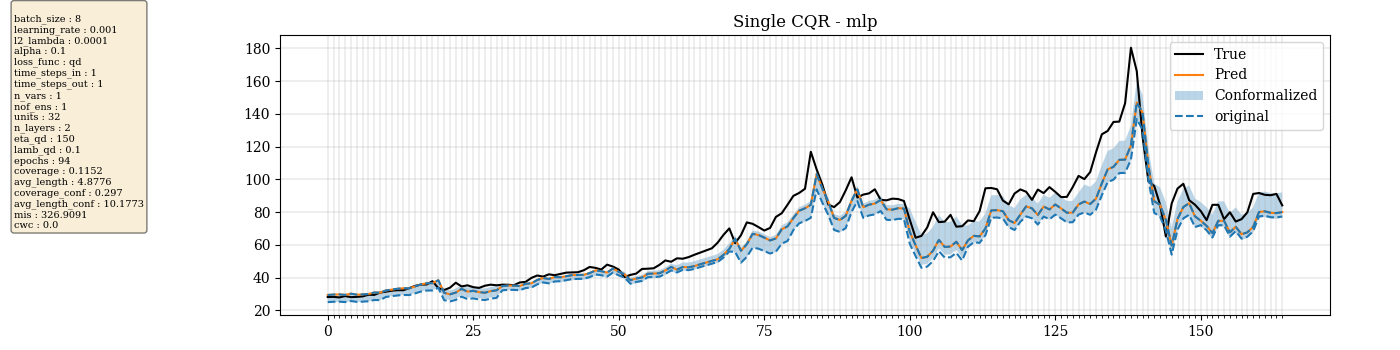 batch_size : 8
learning_rate : 0.001
l2_lambda : 0.0001
alpha : 0.1
loss_func : qd
time_steps_in : 1
time_steps_out : 1
n_vars : 1
nof_ens : 1
units : 32
n_layers : 2
eta_qd : 150
lamb_qd : 0.1
epochs : 94
coverage : 0.1152
avg_length : 4.8776
coverage_conf : 0.297
avg_length_conf : 10.1773
mis : 326.9091
cwc : 0.0
Single CQR - mlp
180
160
140
120
100
80
60
40
20
0 25 50 75 100 125 150
True
Pred
Conformalized
original